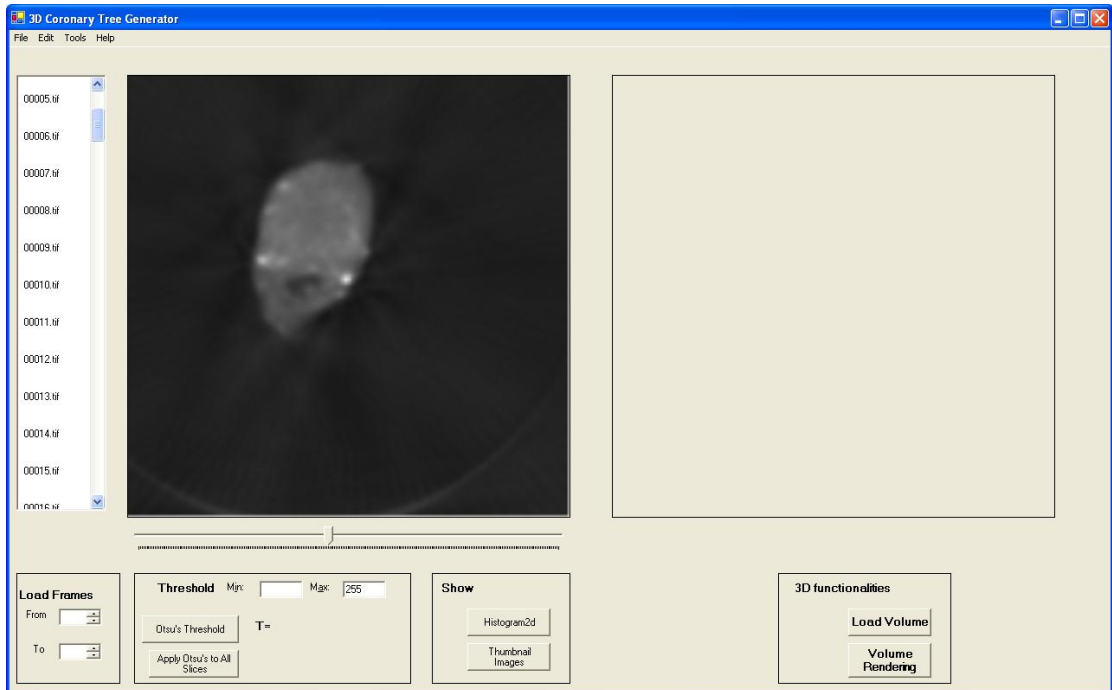 3D Coronary Tree Generator
File Edit Tools Help
00005.tif
00006.tif
00007.tif
00008.tif
00009.tif
00010.tif
00011.tif
00012.tif
00013.tif
00014.tif
00015.tif
00016.tif
Load Frames
From
To
Threshold Min: Max: 255
Otsu's Threshold T=
Apply Otsu's to All
Slices
Show
Histogram2d
Thumbnail
Images
3D functionalities
Load Volume
Volume
Rendering